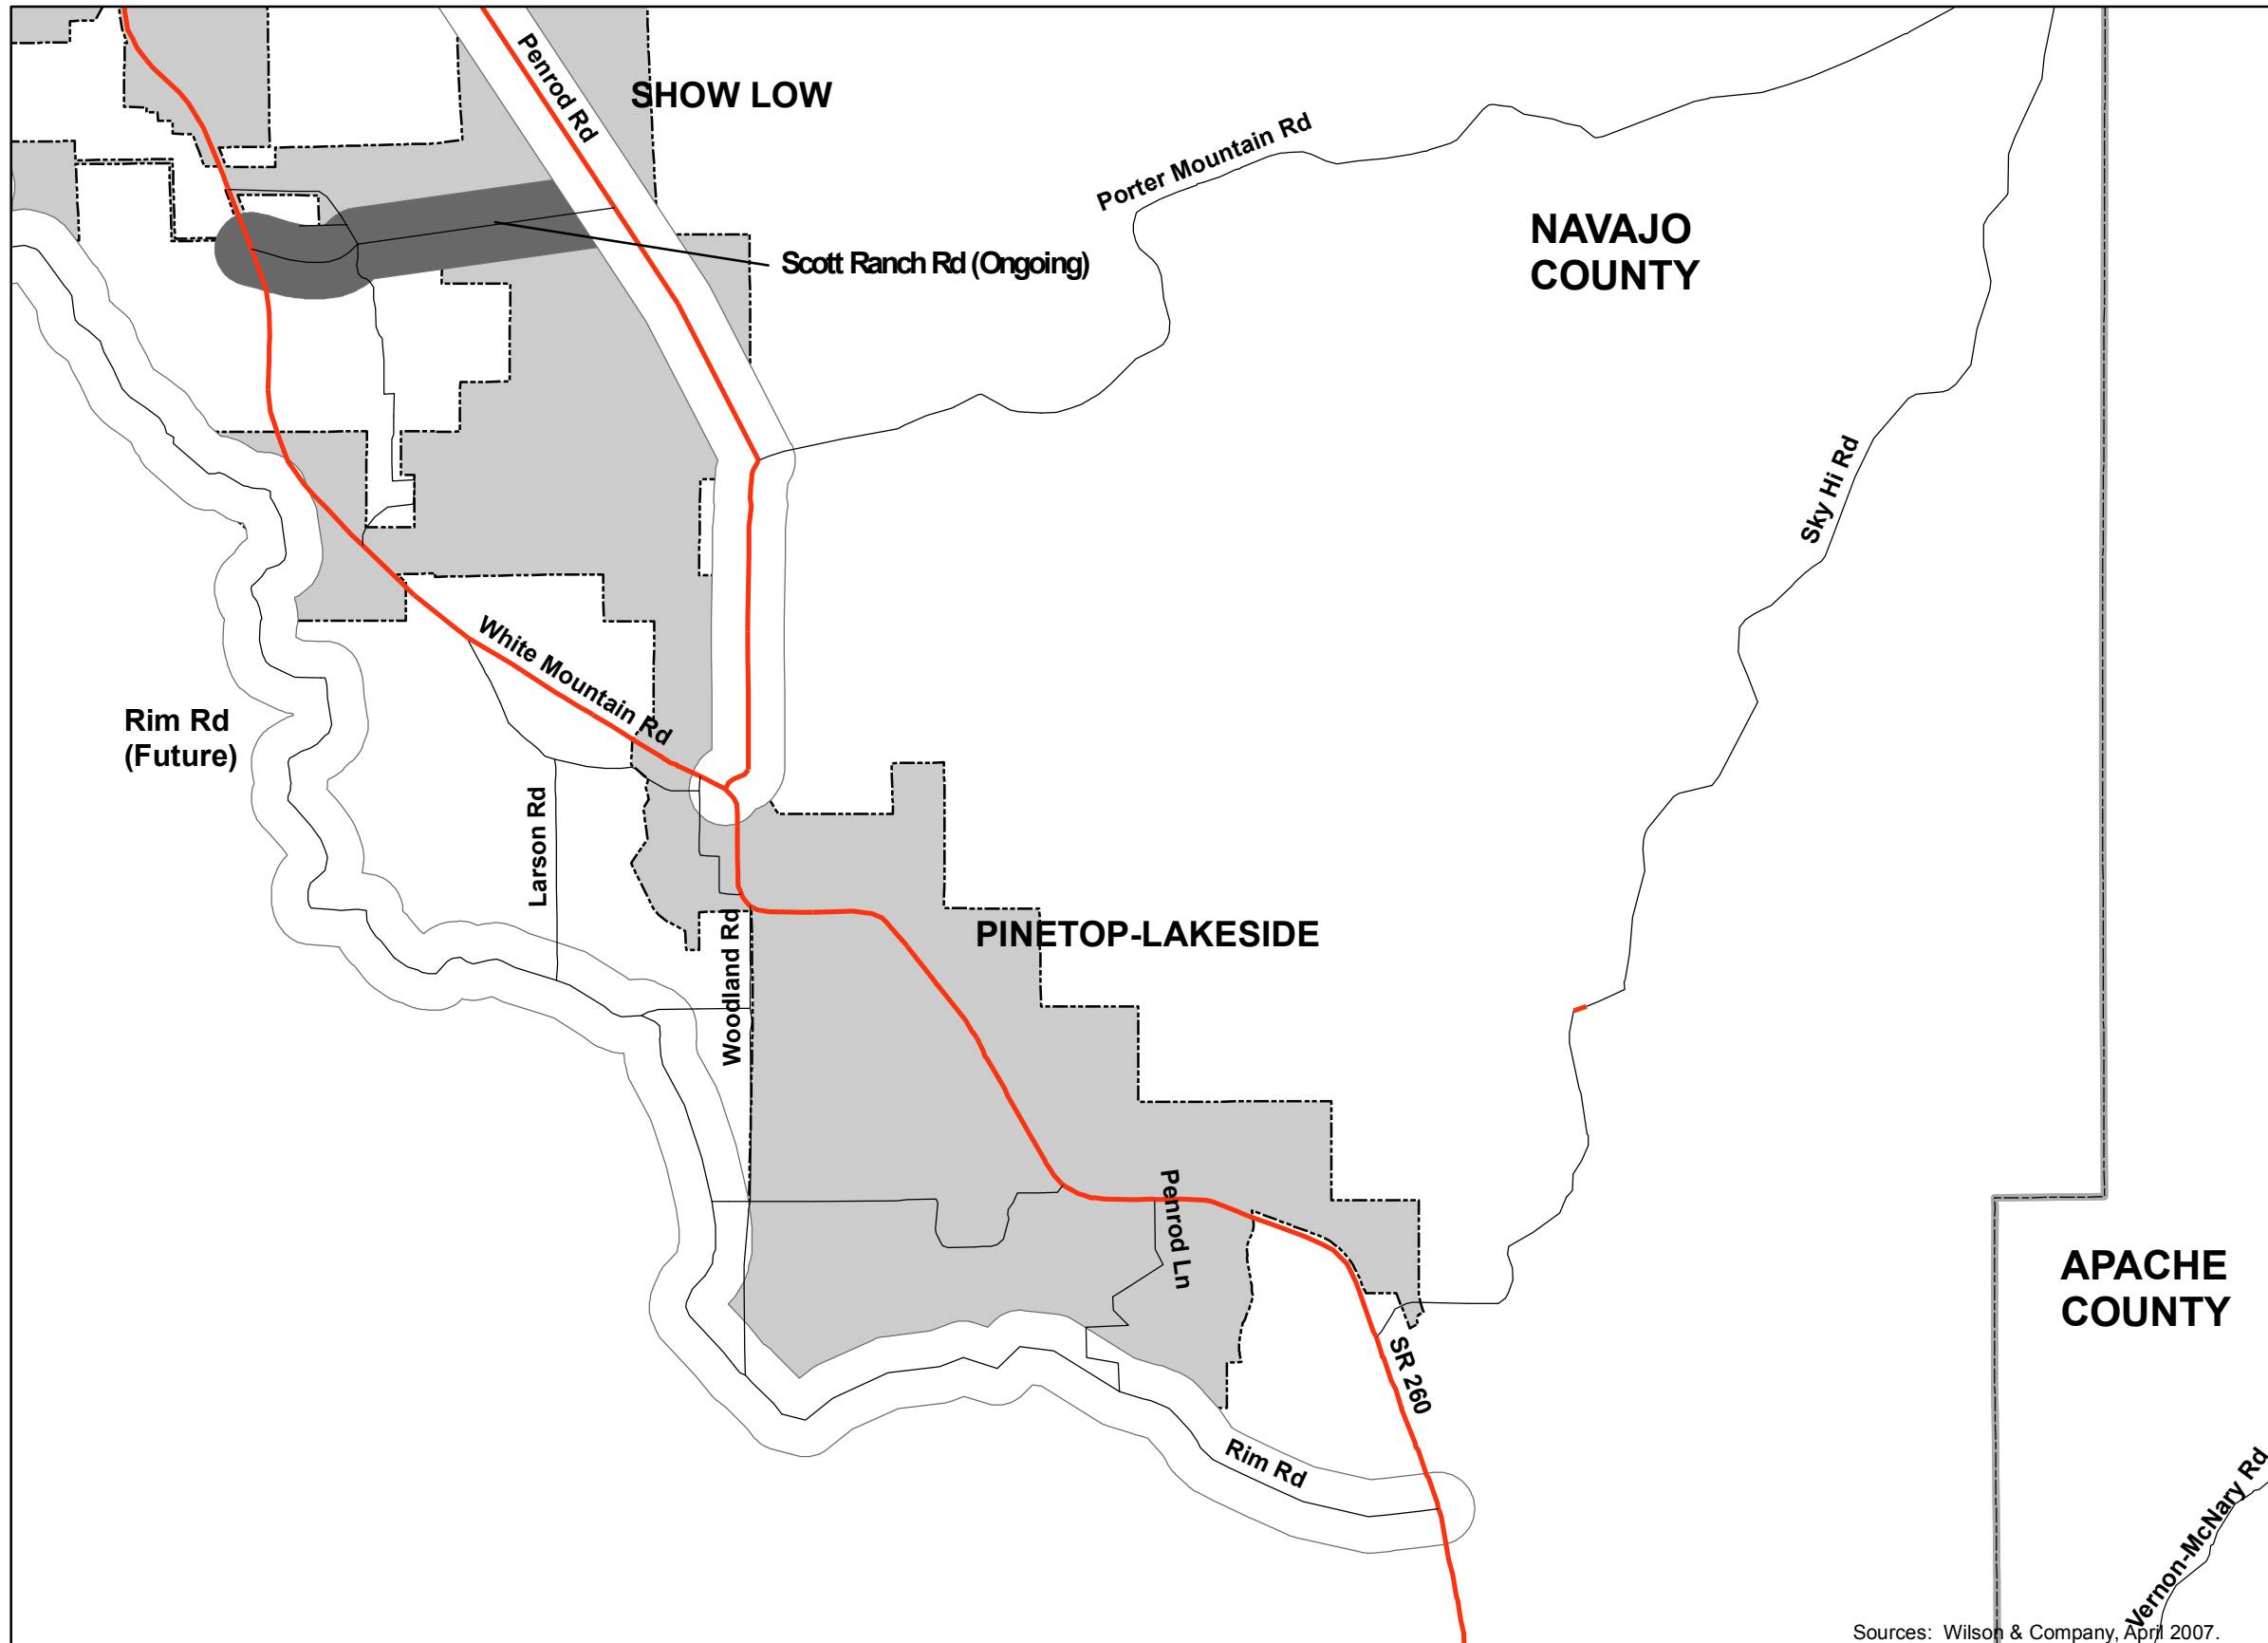 Penrod Rd
SHOW LOW
Porter Mountain Rd
NAVAJO
COUNTY
Scott Ranch Rd (Ongoing)
Sky Hi Rd
White Mountain Rd
Rim Rd
(Future)
Larson Rd
Woodland Rd
PINETOP-LAKESIDE
Penrod Ln
APACHE
COUNTY
SR 260
Rim Rd
Vernon-McNary Rd
Sources: Wilson & Company, April 2007.